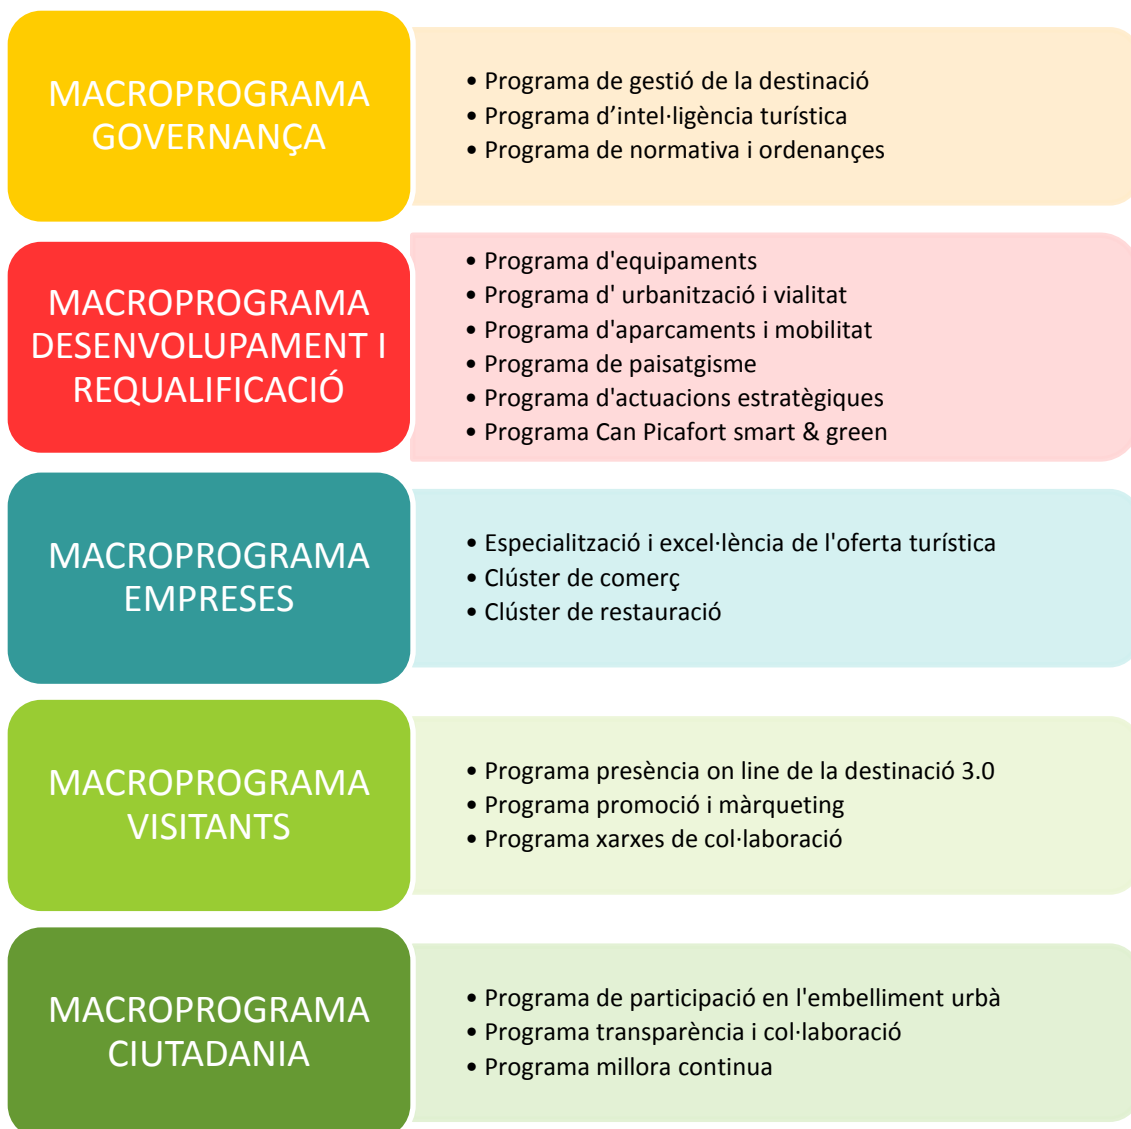 MACROPROGRAMA
GOVERNANÇA
• Programa de gestió de la destinació
• Programa d’intel·ligència turística
• Programa de normativa i ordenançes
MACROPROGRAMA
DESENVOLUPAMENT I
REQUALIFICACIÓ
• Programa d'equipaments
• Programa d' urbanització i vialitat
• Programa d'aparcaments i mobilitat
• Programa de paisatgisme
• Programa d'actuacions estratègiques
• Programa Can Picafort smart & green
MACROPROGRAMA
EMPRESES
• Especialització i excel·lència de l'oferta turística
• Clúster de comerç
• Clúster de restauració
MACROPROGRAMA
VISITANTS
• Programa presència on line de la destinació 3.0
• Programa promoció i màrqueting
• Programa xarxes de col·laboració
MACROPROGRAMA
CIUTADANIA
• Programa de participació en l'embelliment urbà
• Programa transparència i col·laboració
• Programa millora continua